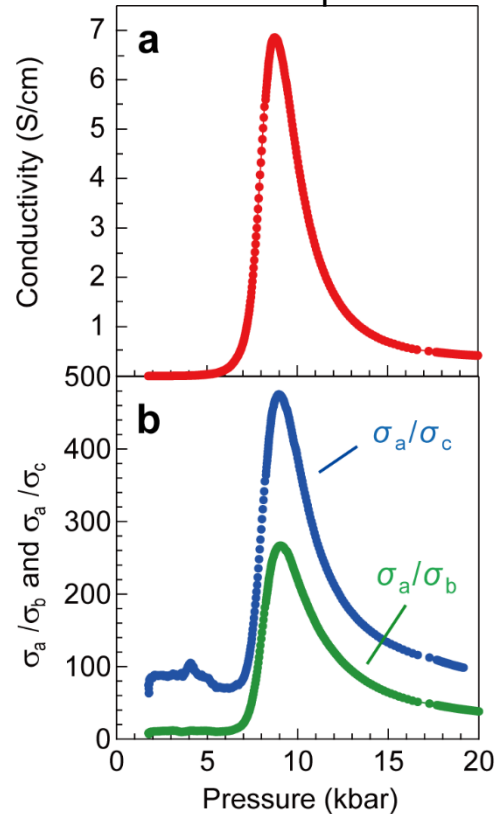 a
Conductivity (S/cm)
7
6
5
4
3
2
1
500
b
σa/σc
σa/σb
σa /σb and σa /σc
400
300
200
100
0
0 5 10 15 20
Pressure (kbar)